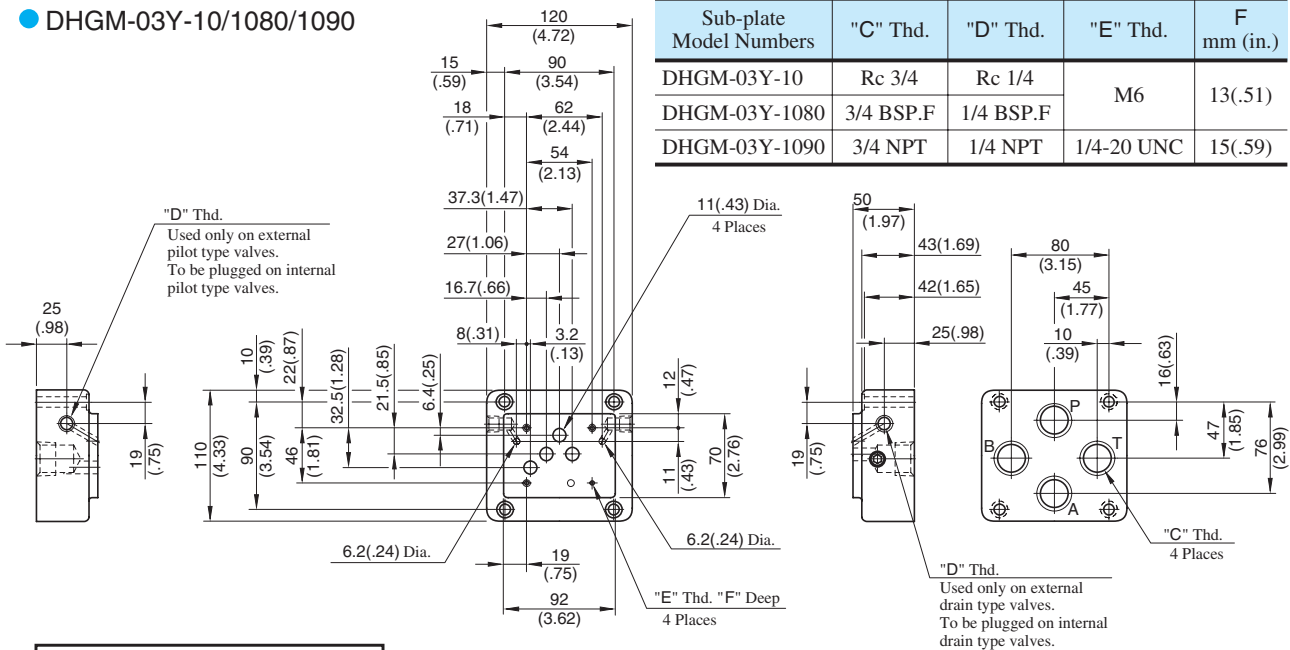 DHGM-03Y-10/1080/1090
Sub-plate Model Numbers "C" Thd. "D" Thd. "E" Thd. F mm (in.)
DHGM-03Y-10 Rc 3/4 Rc 1/4 M6 13(.51)
DHGM-03Y-1080 3/4 BSP.F 1/4 BSP.F
DHGM-03Y-1090 3/4 NPT 1/4 NPT 1/4-20 UNC 15(.59)
"D" Thd.
Used only on external
pilot type valves.
To be plugged on internal
pilot type valves.
25
(.98)
19
(.75)
120
(4.72)
15
(.59)
90
(3.54)
18
(.71)
62
(2.44)
54
(2.13)
37.3(1.47)
27(1.06)
16.7(.66)
8(.31)
3.2
(.13)
11(.43) Dia.
4 Places
10
(.39)
22(.87)
32.5(1.28)
21.5(.85)
6.4(.25)
110
(4.33)
90
(3.54)
46
(1.81)
12
(.47)
11
(.43)
70
(2.76)
6.2(.24) Dia.
6.2(.24) Dia.
19
(.75)
92
(3.62)
"E" Thd. "F" Deep
4 Places
50
(1.97)
43(1.69)
42(1.65)
25(.98)
19
(.75)
"D" Thd.
Used only on external
drain type valves.
To be plugged on internal
drain type valves.
80
(3.15)
45
(1.77)
10
(.39)
16(.63)
47
(1.85)
76
(2.99)
P
B
T
A
"C" Thd.
4 Places